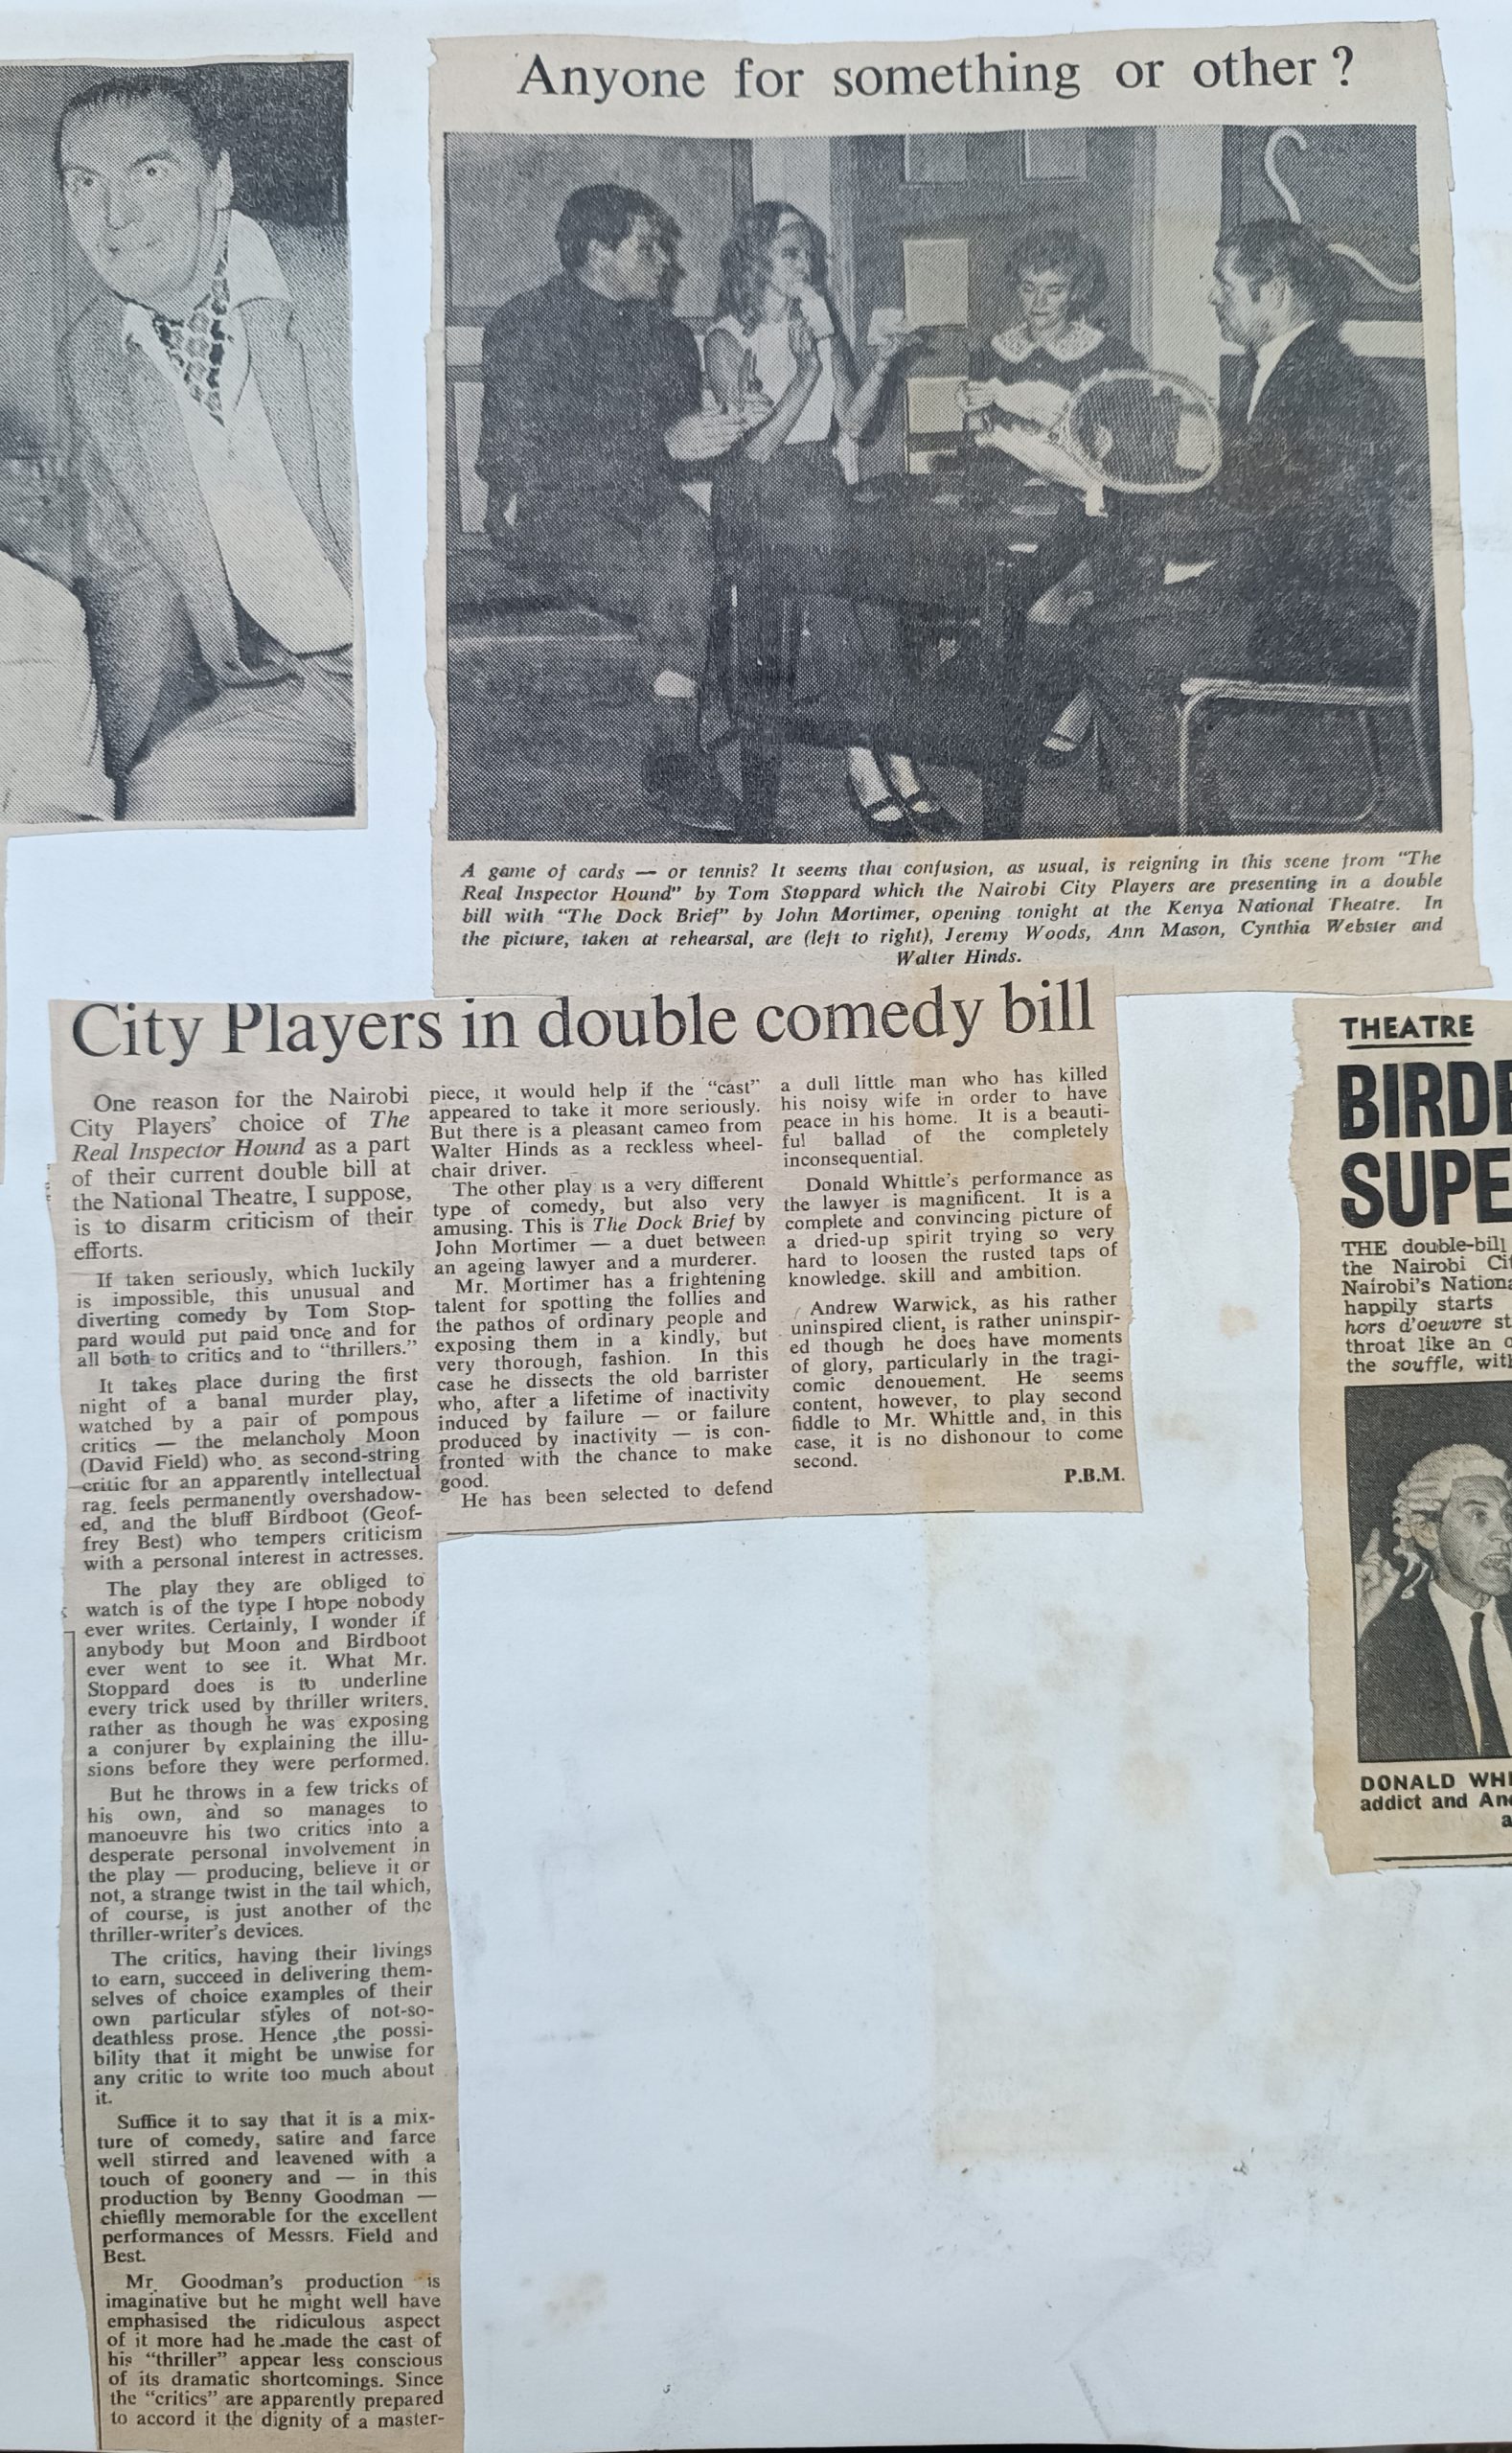 Anyone for something or other ?
A game of cards — or tennis? It seems that confusion, as usual, is reigning in this scene from "The
Real Inspector Hound" by Tom Stoppard which the Nairobi City Players are presenting in a double
bill with "The Dock Brief" by John Mortimer, opening tonight at the Kenya National Theatre. In
the picture, taken at rehearsal, are (left to right), Jeremy Woods, Ann Mason, Cynthia Webster and
Walter Hinds.
City Players in double comedy bill
One reason for the Nairobi
City Players' choice of The
Real Inspector Hound as a part
of their current double bill at
the National Theatre, I suppose,
is to disarm criticism of their
efforts.
If taken seriously, which luckily
is impossible, this unusual and
diverting comedy by Tom Stop-
pard would put paid once and for
all both to critics and to "thrillers."
It takes place during the first
night of a banal murder play,
watched by a pair of pompous
critics — the melancholy Moon
(David Field) who, as second-string
critic for an apparently intellectual
rag, feels permanently overshadow-
ed, and the bluff Birdboot (Geof-
frey Best) who tempers criticism
with a personal interest in actresses.
The play they are obliged to
watch is of the type I hope nobody
ever writes. Certainly, I wonder if
anybody but Moon and Birdboot
ever went to see it. What Mr.
Stoppard does is to underline
every trick used by thriller writers,
rather as though he was exposing
a conjurer by explaining the illu-
sions before they were performed.
But he throws in a few tricks of
his own, and so manages to
manoeuvre his two critics into a
desperate personal involvement in
the play — producing, believe it or
not, a strange twist in the tail which,
of course, is just another of the
thriller-writer's devices.
The critics, having their livings
to earn, succeed in delivering them-
selves of choice examples of their
own particular styles of not-so-
deathless prose. Hence ,the possi-
bility that it might be unwise for
any critic to write too much about
it.
Suffice it to say that it is a mix-
ture of comedy, satire and farce
well stirred and leavened with a
touch of goonery and — in this
production by Benny Goodman —
chieflly memorable for the excellent
performances of Messrs. Field and
Best.
Mr. Goodman's production is
imaginative but he might well have
emphasised the ridiculous aspect
of it more had he made the cast of
his "thriller" appear less conscious
of its dramatic shortcomings. Since
the "critics" are apparently prepared
to accord it the dignity of a master-
piece, it would help if the "cast"
appeared to take it more seriously.
But there is a pleasant cameo from
Walter Hinds as a reckless wheel-
chair driver.
The other play is a very different
type of comedy, but also very
amusing. This is The Dock Brief by
John Mortimer — a duet between
an ageing lawyer and a murderer.
Mr. Mortimer has a frightening
talent for spotting the follies and
the pathos of ordinary people and
exposing them in a kindly, but
very thorough, fashion. In this
case he dissects the old barrister
who, after a lifetime of inactivity
induced by failure — or failure
produced by inactivity — is con-
fronted with the chance to make
good.
He has been selected to defend
a dull little man who has killed
his noisy wife in order to have
peace in his home. It is a beauti-
ful ballad of the completely
inconsequential.
Donald Whittle's performance as
the lawyer is magnificent. It is a
complete and convincing picture of
a dried-up spirit trying so very
hard to loosen the rusted taps of
knowledge, skill and ambition.
Andrew Warwick, as his rather
uninspired client, is rather uninspir-
ed though he does have moments
of glory, particularly in the tragi-
comic denouement. He seems
content, however, to play second
fiddle to Mr. Whittle and, in this
case, it is no dishonour to come
second.
P.B.M.
THEATRE
BIRDE
SUPE
THE double-bill
the Nairobi Cit
Nairobi's Nationa
happily starts
hors d'oeuvre st
throat like an o
the souffle, with
DONALD WHI
addict and And
a